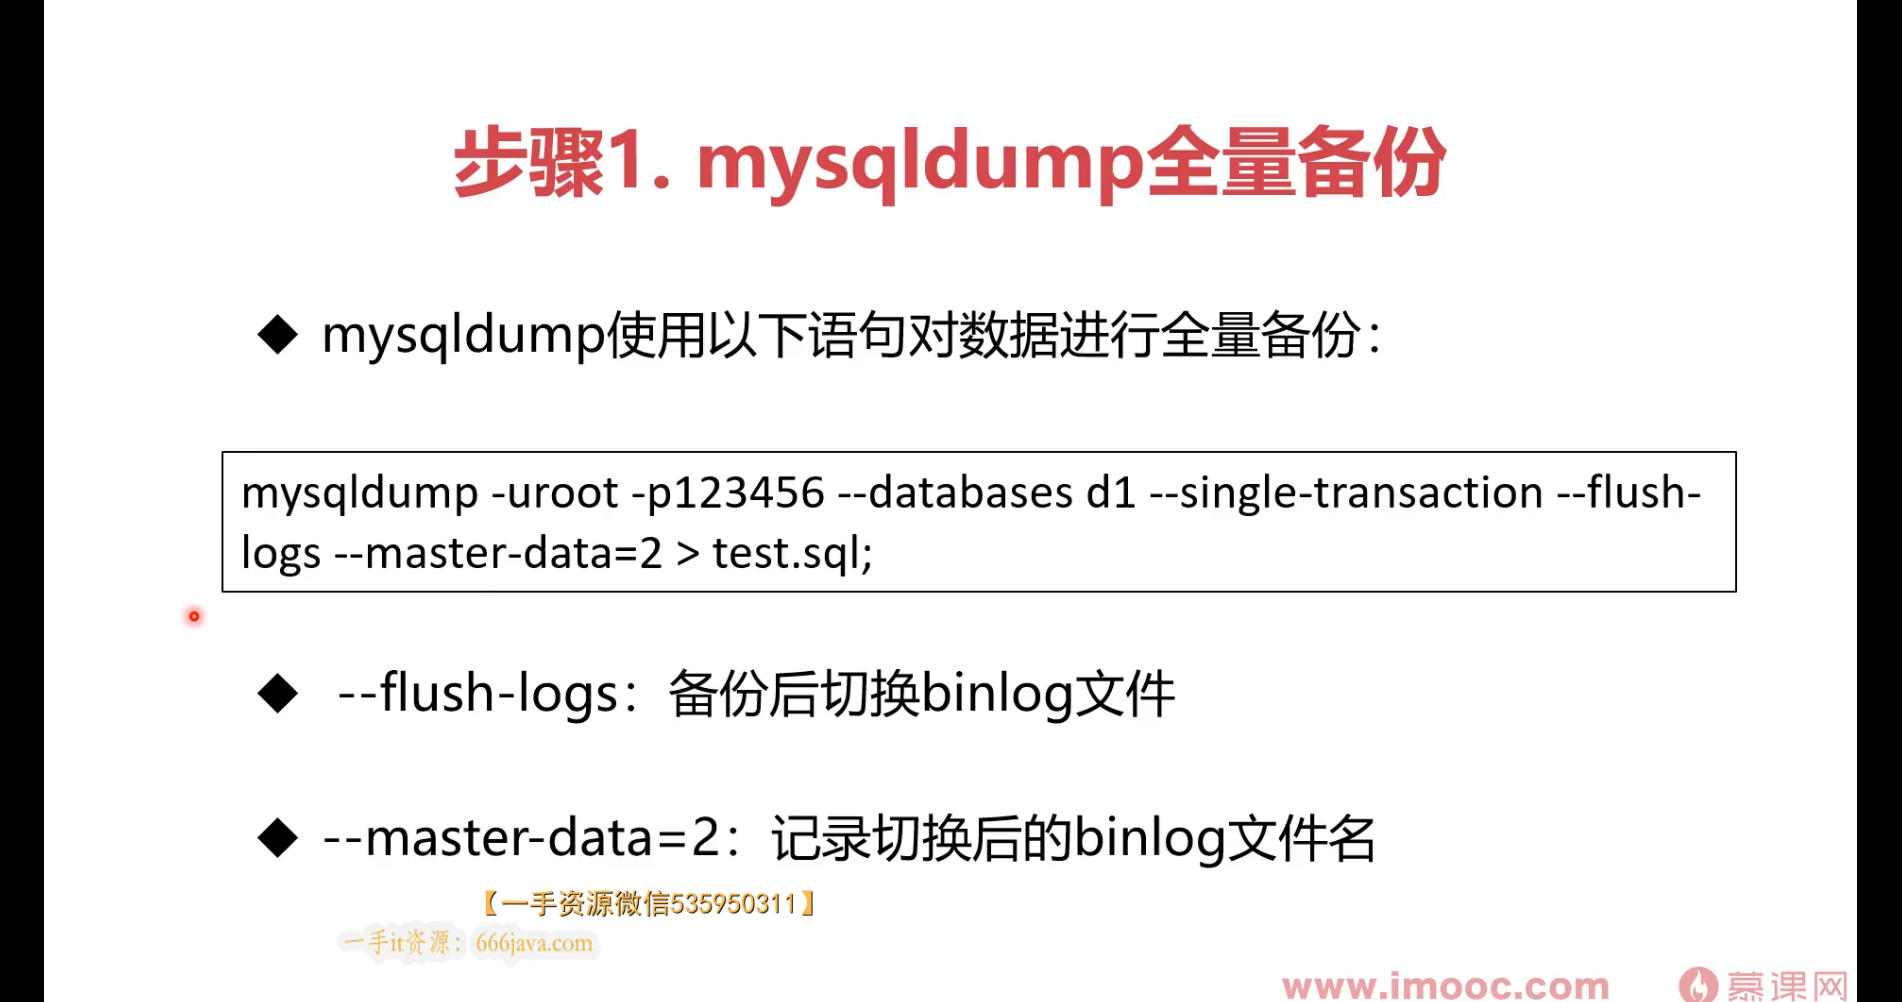 步骤1. mysqldump全量备份
◆ mysqldump使用以下语句对数据进行全量备份：
mysqldump -uroot -p123456 --databases d1 --single-transaction --flush-
logs --master-data=2 > test.sql;
◆ --flush-logs：备份后切换binlog文件
◆ --master-data=2：记录切换后的binlog文件名
【一手资源微信535950311】
一手it资源：666java.com
www.imooc.com 慕课网